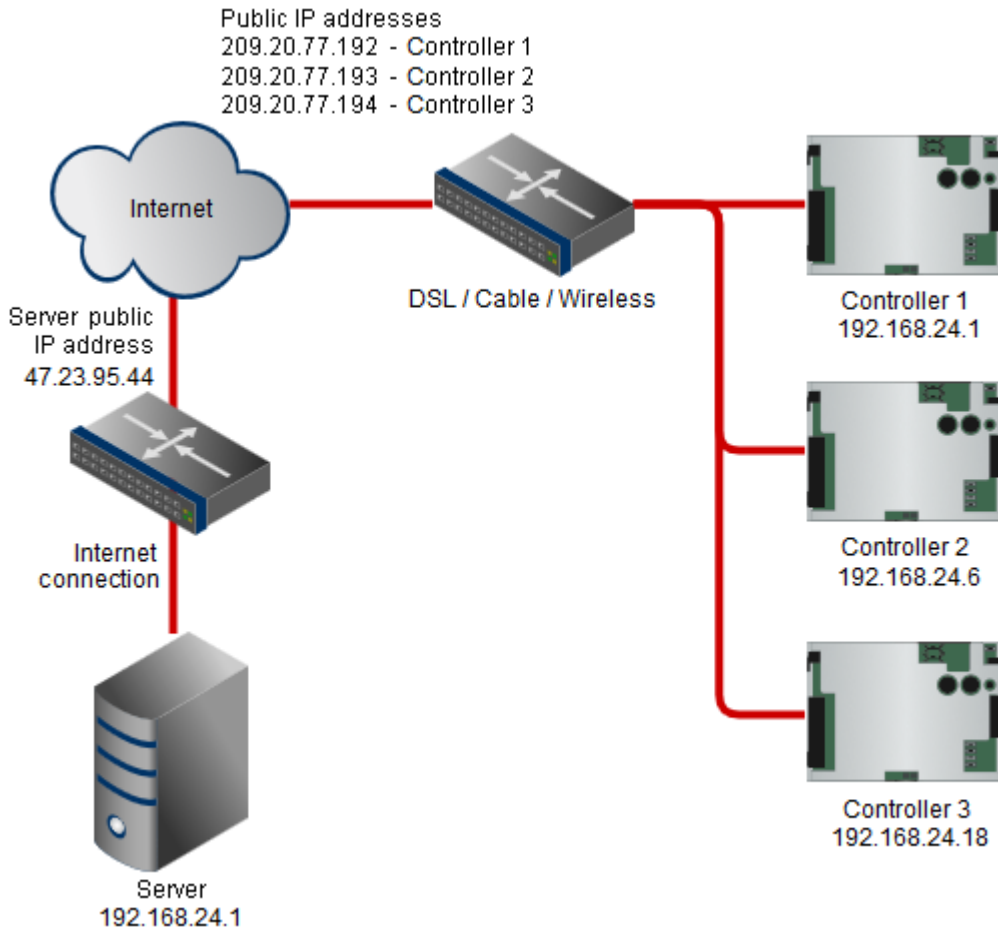 Public IP addresses
209.20.77.192 - Controller 1
209.20.77.193 - Controller 2
209.20.77.194 - Controller 3
Internet
DSL / Cable / Wireless
Controller 1
192.168.24.1
Server public
IP address
47.23.95.44
Controller 2
192.168.24.6
Internet
connection
Controller 3
192.168.24.18
Server
192.168.24.1